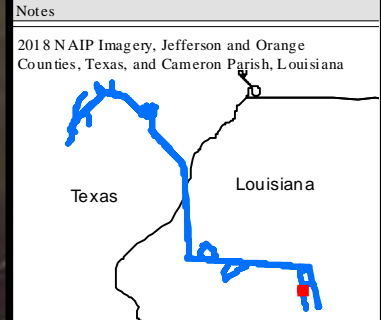 Notes
2018 NAIP Imagery, Jefferson and Orange
Counties, Texas, and Cameron Parish, Louisiana
Louisiana
Texas